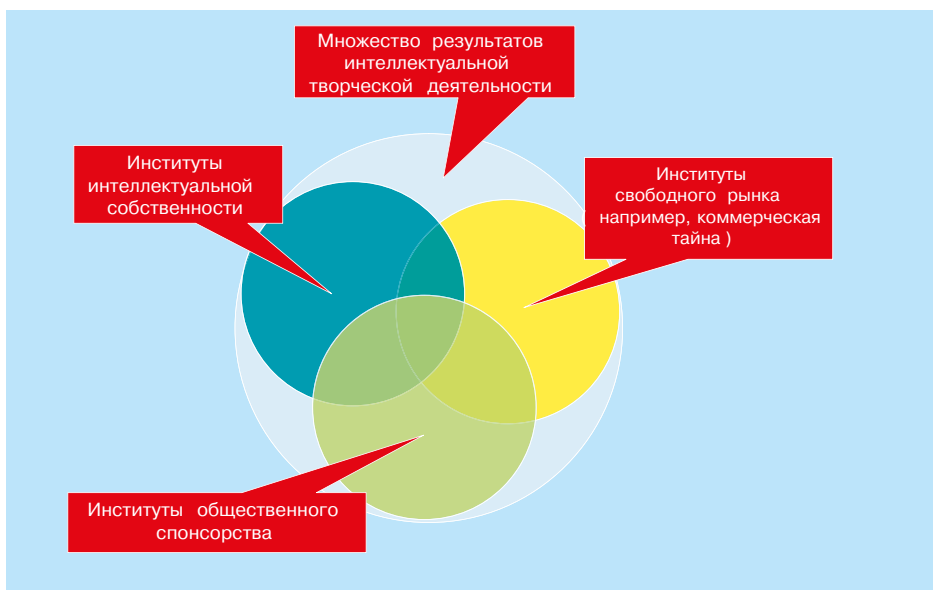 Множество результатов
интеллектуальной
творческой деятельности
Институты
интеллектуальной
собственности
Институты
свободного рынка
например, коммерческая
тайна )
Институты общественного
спонсорства